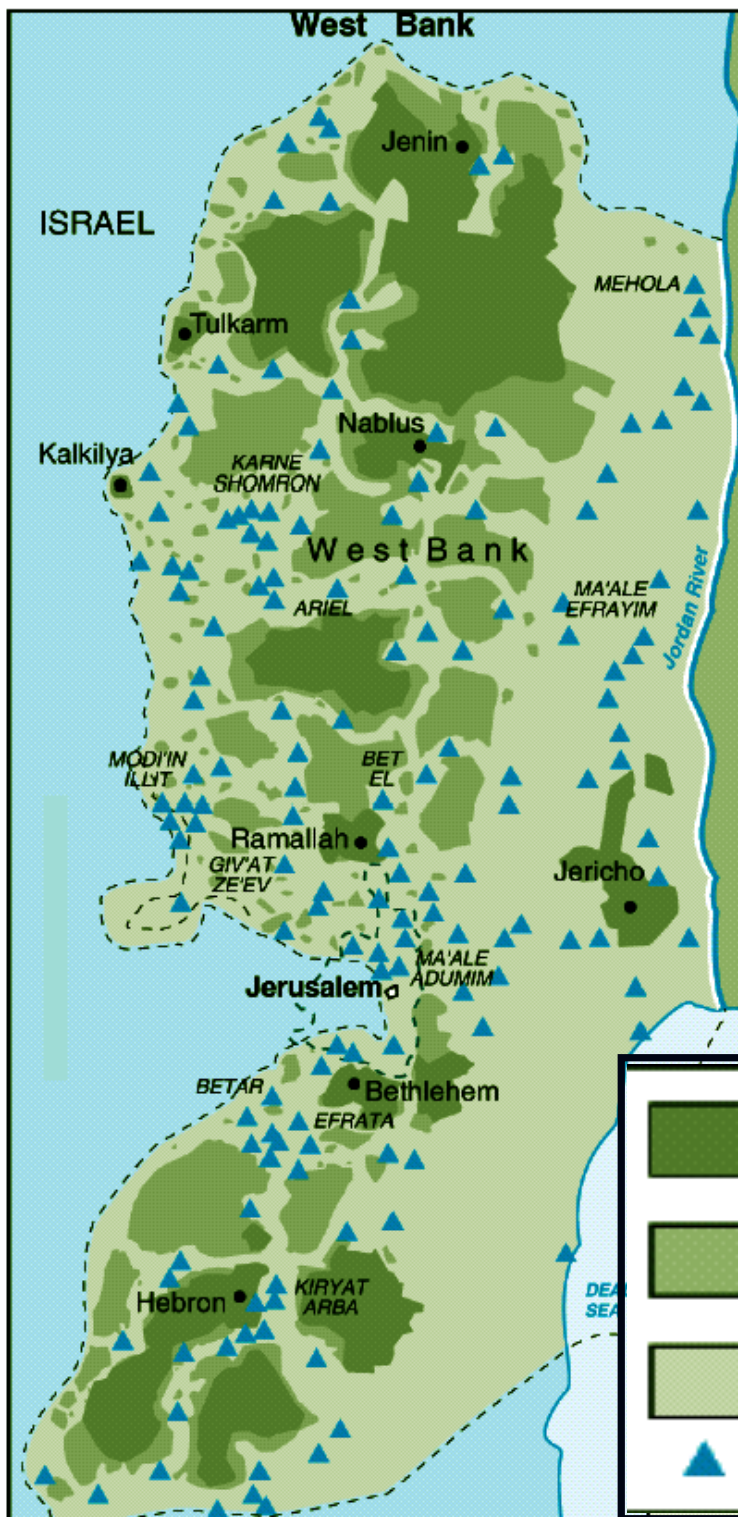 West Bank
Jenin
ISRAEL
MEHOLA
Tulkarm
Nablus
Kalkilya
KARNE
SHOMRON
West Bank
MA'ALE
EFRAYIM
ARIEL
Jordan River
MODI'IN
ILLIT
BET
EL
Ramallah
GIV'AT
ZE'EV
Jericho
MA'ALE
ADUMIM
Jerusalem
BETAR
Bethlehem
EFRATA
KIRYAT
ARBA
Hebron
DEA
SEA